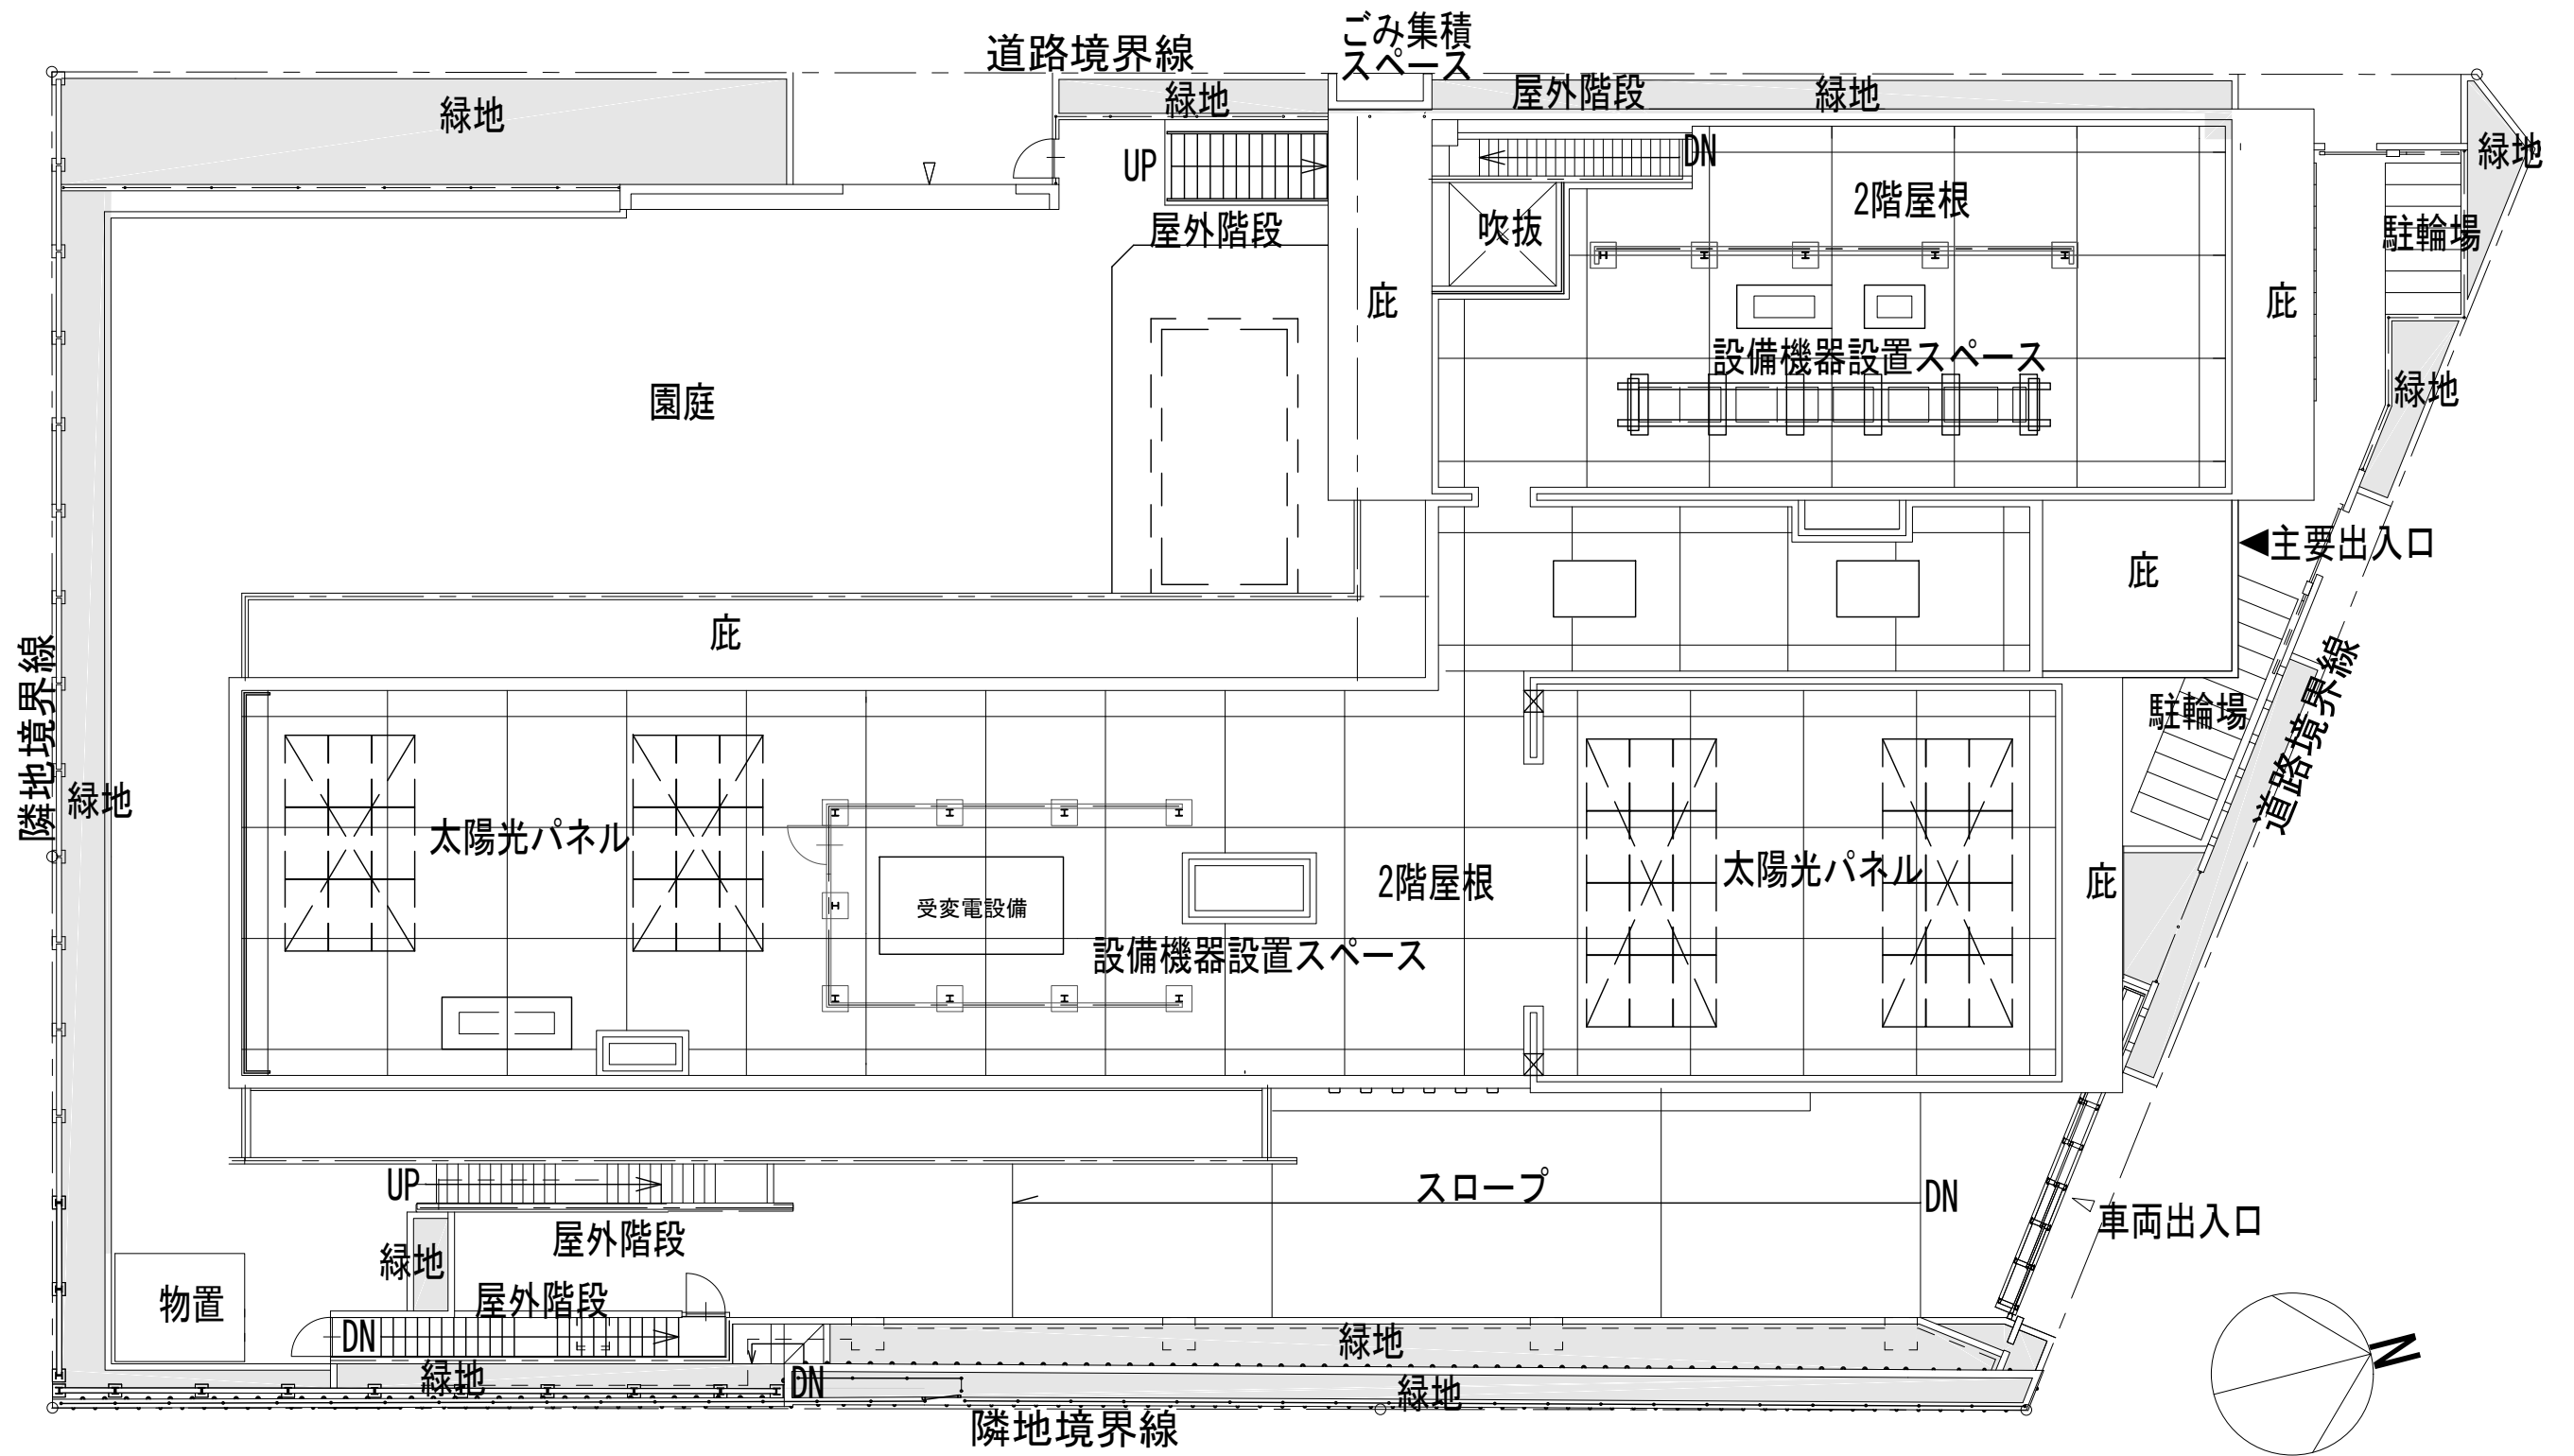 ごみ集積
スペース
道路境界線
緑地
緑地
屋外階段
緑地
緑地
UP
DN
屋外階段
吹抜
2階屋根
駐輪場
庇
庇
設備機器設置スペース
緑地
園庭
主要出入口
庇
庇
隣地境界線
緑地
駐輪場
道路境界線
太陽光パネル
受変電設備
2階屋根
太陽光パネル
庇
設備機器設置スペース
UP
スロープ
DN
車両出入口
屋外階段
緑地
物置
屋外階段
DN
緑地
緑地
DN
緑地
隣地境界線
N